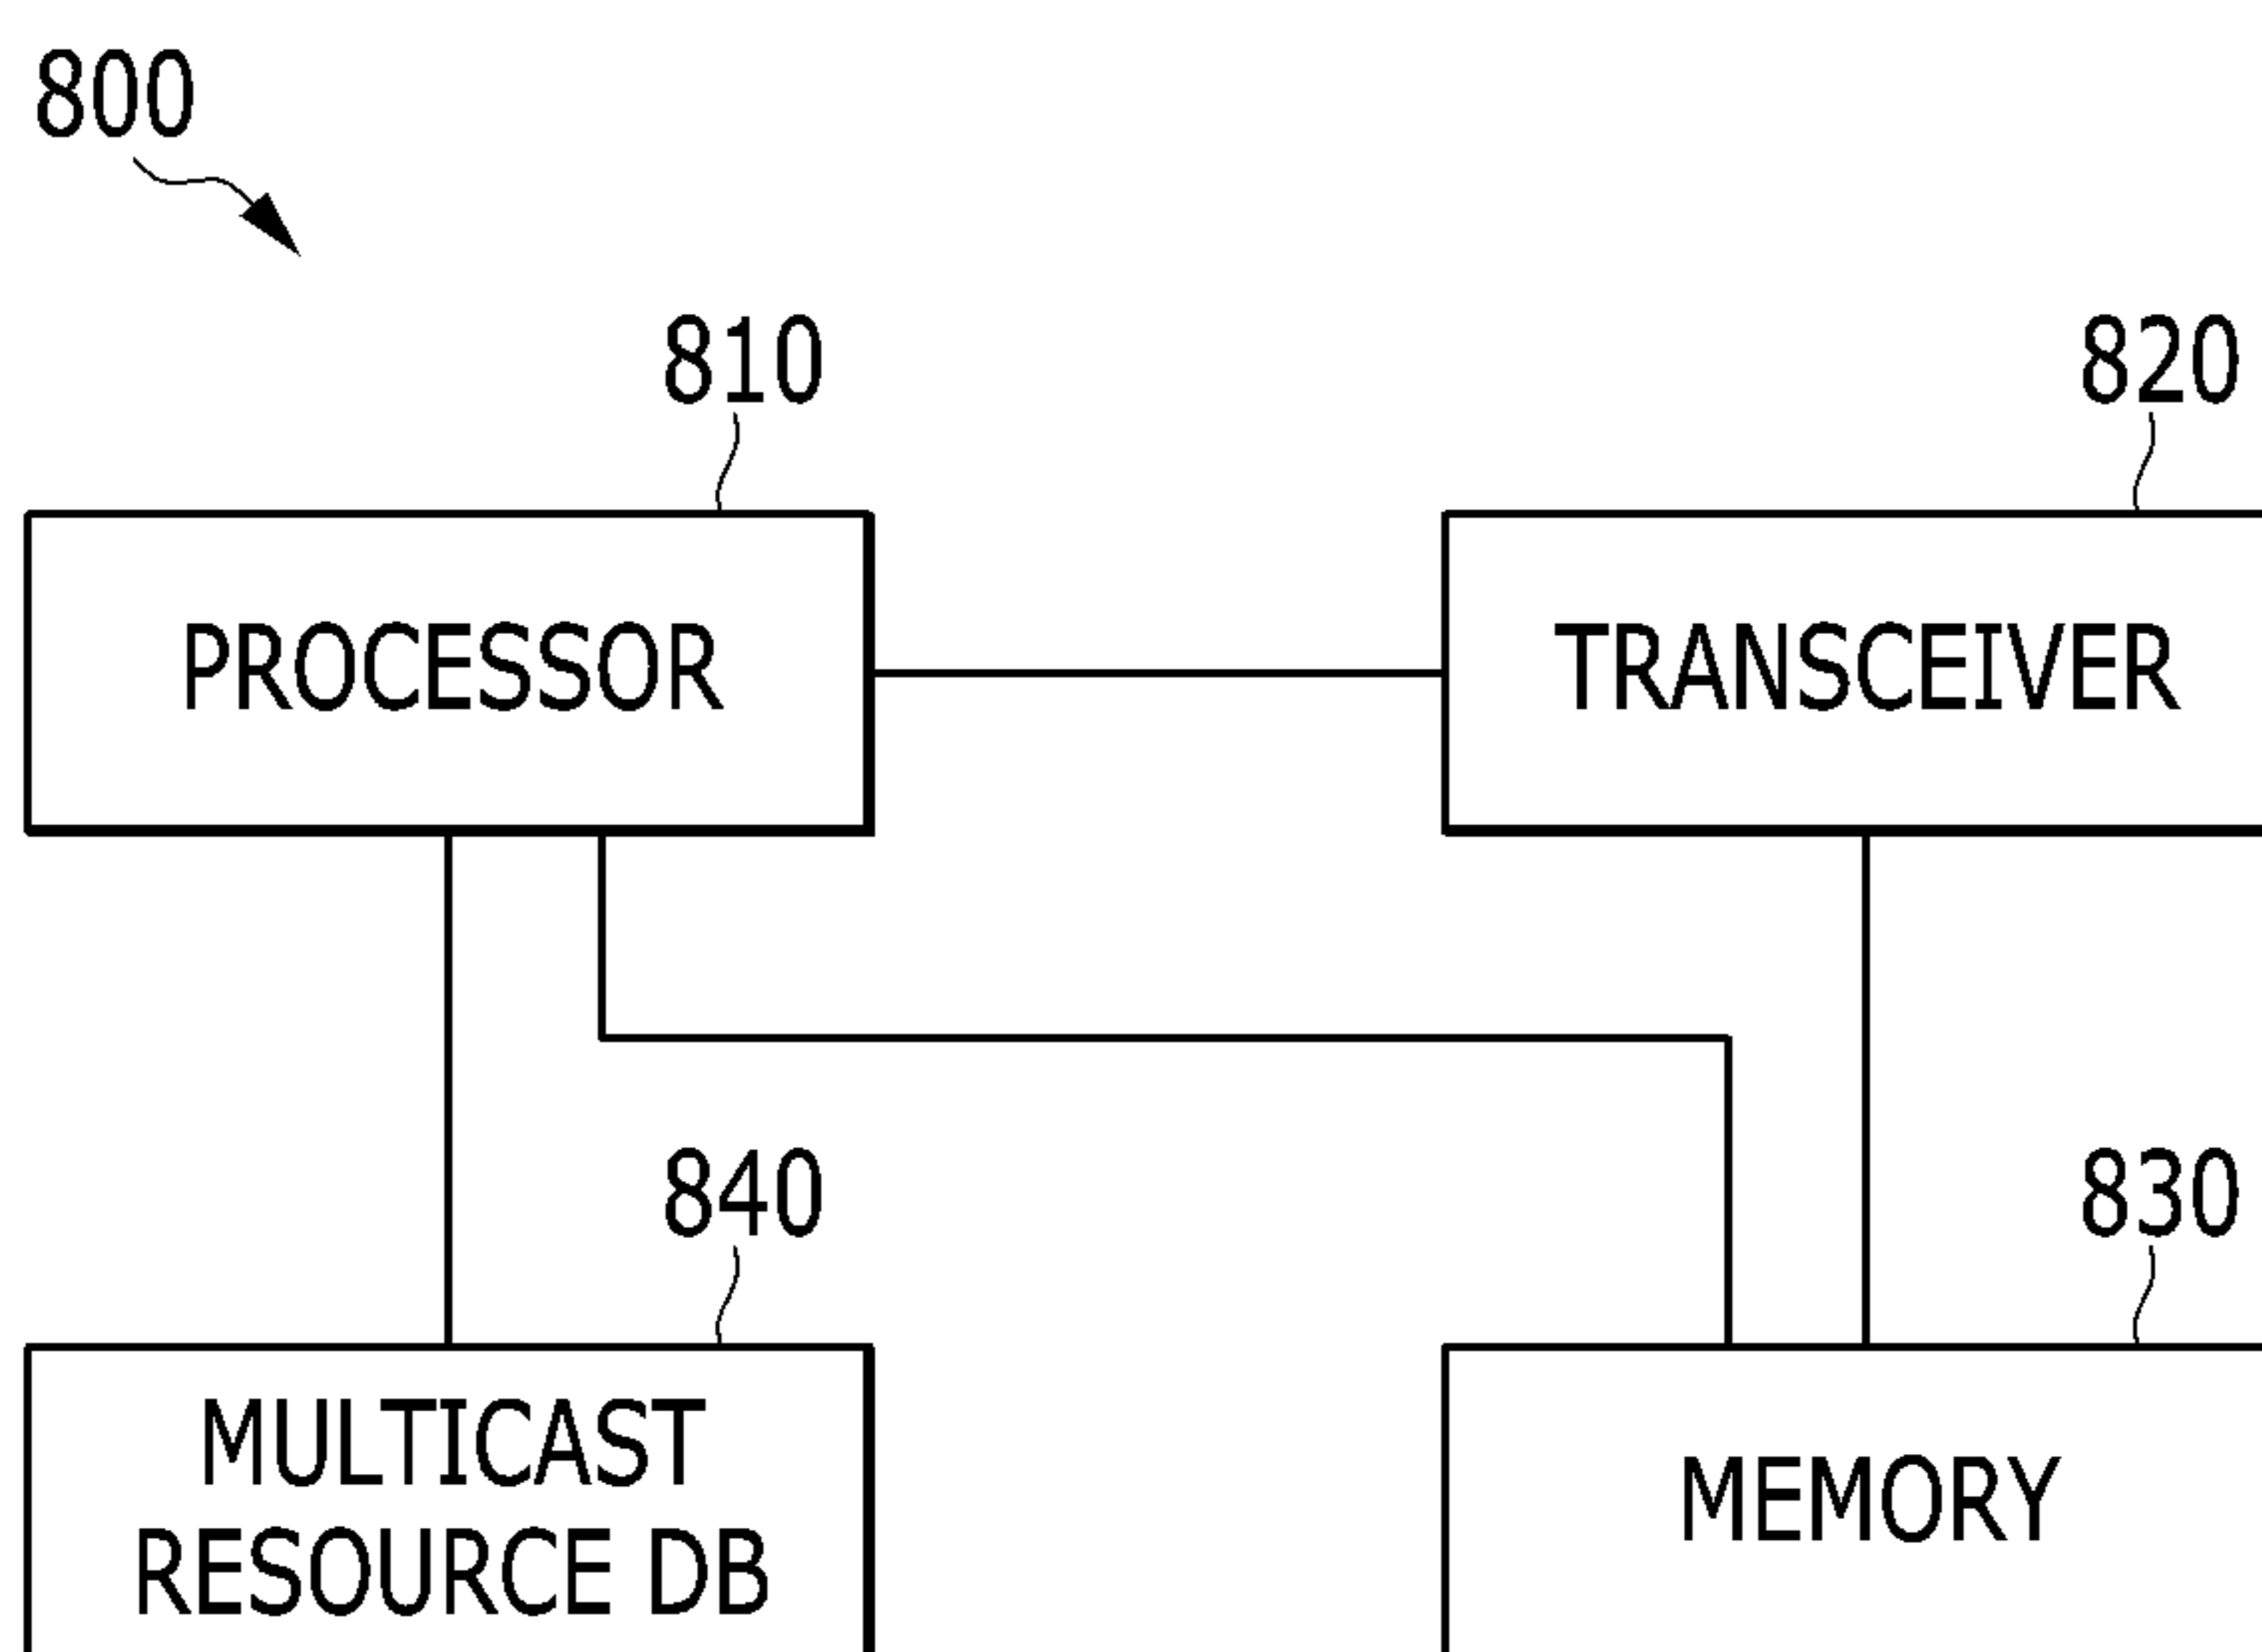 800
810
820
PROCESSOR
TRANSCEIVER
840
830
MULTICAST
RESOURCE DB
MEMORY